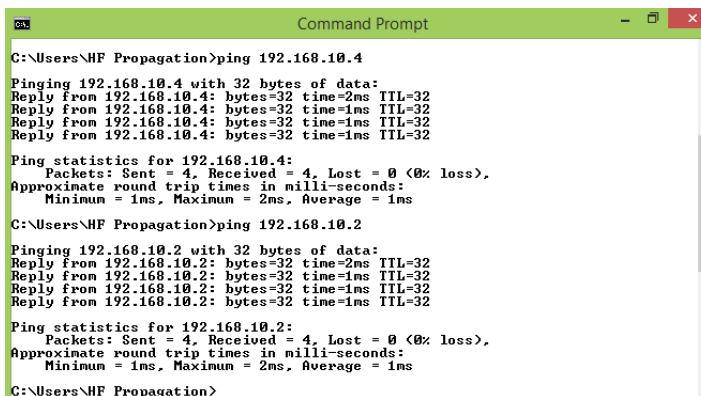 Command Prompt
C:\Users\HF Propagation>ping 192.168.10.4
Pinging 192.168.10.4 with 32 bytes of data:
Reply from 192.168.10.4: bytes=32 time=2ms TTL=32
Reply from 192.168.10.4: bytes=32 time=1ms TTL=32
Reply from 192.168.10.4: bytes=32 time=1ms TTL=32
Reply from 192.168.10.4: bytes=32 time=1ms TTL=32
Ping statistics for 192.168.10.4:
    Packets: Sent = 4, Received = 4, Lost = 0 (0% loss),
Approximate round trip times in milli-seconds:
    Minimum = 1ms, Maximum = 2ms, Average = 1ms
C:\Users\HF Propagation>ping 192.168.10.2
Pinging 192.168.10.2 with 32 bytes of data:
Reply from 192.168.10.2: bytes=32 time=2ms TTL=32
Reply from 192.168.10.2: bytes=32 time=1ms TTL=32
Reply from 192.168.10.2: bytes=32 time=1ms TTL=32
Reply from 192.168.10.2: bytes=32 time=1ms TTL=32
Ping statistics for 192.168.10.2:
    Packets: Sent = 4, Received = 4, Lost = 0 (0% loss),
Approximate round trip times in milli-seconds:
    Minimum = 1ms, Maximum = 2ms, Average = 1ms
C:\Users\HF Propagation>